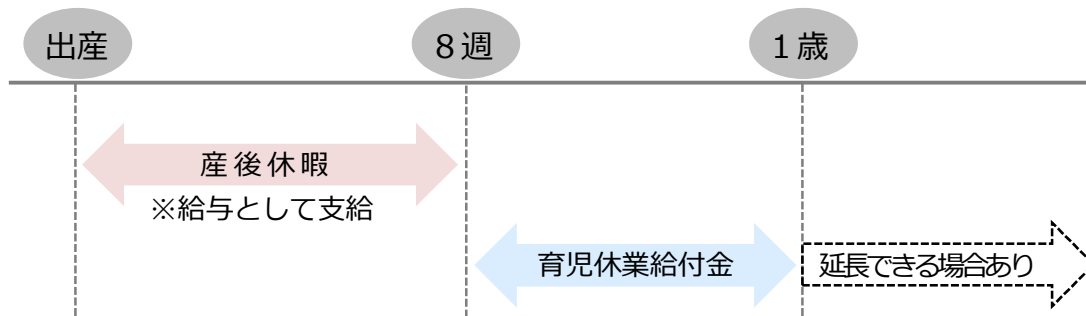 出産
8週
1歳
産後休暇
※給与として支給
育児休業給付金
延長できる場合あり